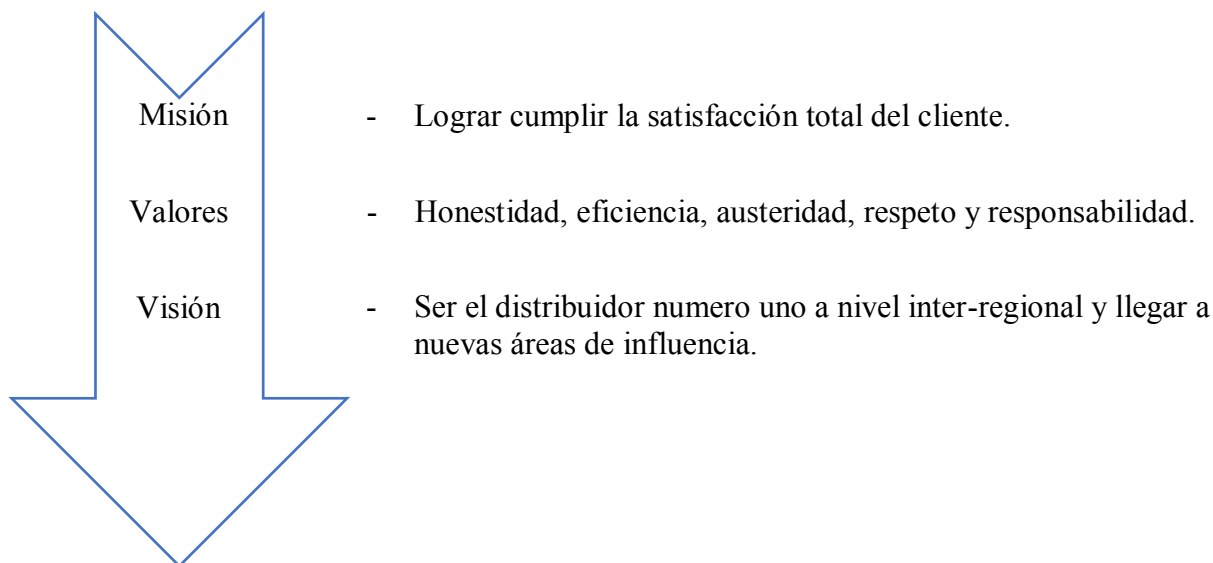 Misión - Lograr cumplir la satisfacción total del cliente.
Valores - Honestidad, eficiencia, austeridad, respeto y responsabilidad.
Visión - Ser el distribuidor numero uno a nivel inter-regional y llegar a
nuevas áreas de influencia.